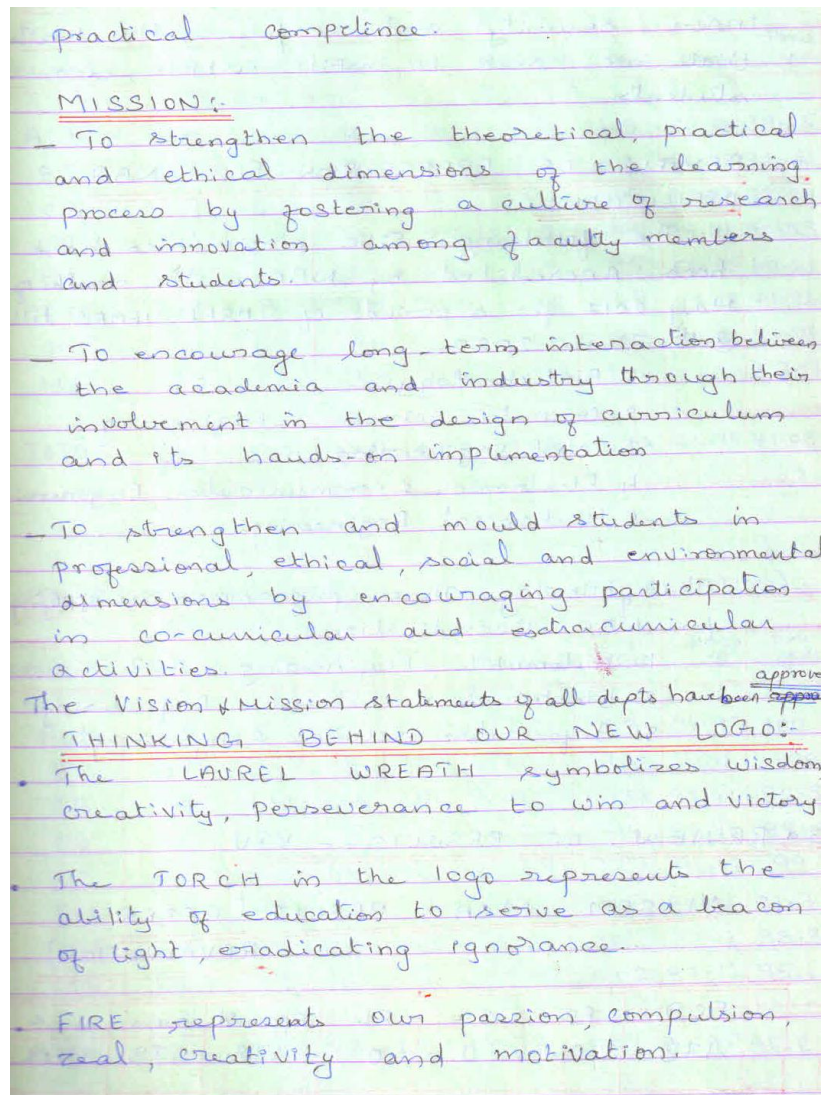 practical competence.
MISSION:-
- To strengthen the theoretical, practical
and ethical dimensions of the learning
process by fostering a culture of research
and innovation among faculty members
and students.
- To encourage long-term interaction between
the academia and industry through their
involvement in the design of curriculum
and its hands-on implementation
- To strengthen and mould students in
professional, ethical, social and environmental
dimensions by encouraging participation
in co-curricular and extracurricular
activities.
approve
The Vision & Mission statements of all depts have been
THINKING BEHIND OUR NEW LOGO:-
• The LAUREL WREATH symbolizes wisdom
creativity, perseverance to win and victory
• The TORCH in the logo represents the
ability of education to serve as a beacon
of light, eradicating ignorance.
• FIRE represents our passion, compulsion,
zeal, creativity and motivation.